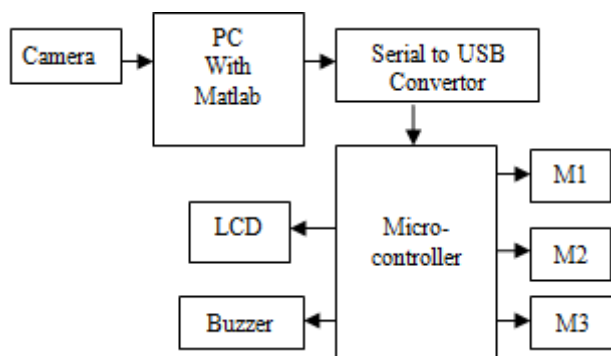 Camera
PC
With
Matlab
Serial to USB
Convertor
LCD
Buzzer
Micro-
controller
M1
M2
M3